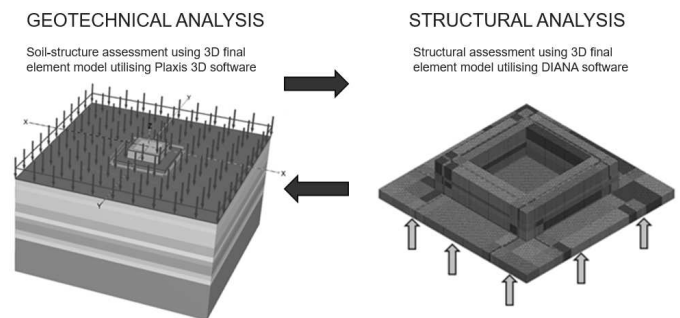 GEOTECHNICAL ANALYSIS
Soil-structure assessment using 3D final
element model utilising Plaxis 3D software
STRUCTURAL ANALYSIS
Structural assessment using 3D final
element model utilising DIANA software
Y
X
X
Y